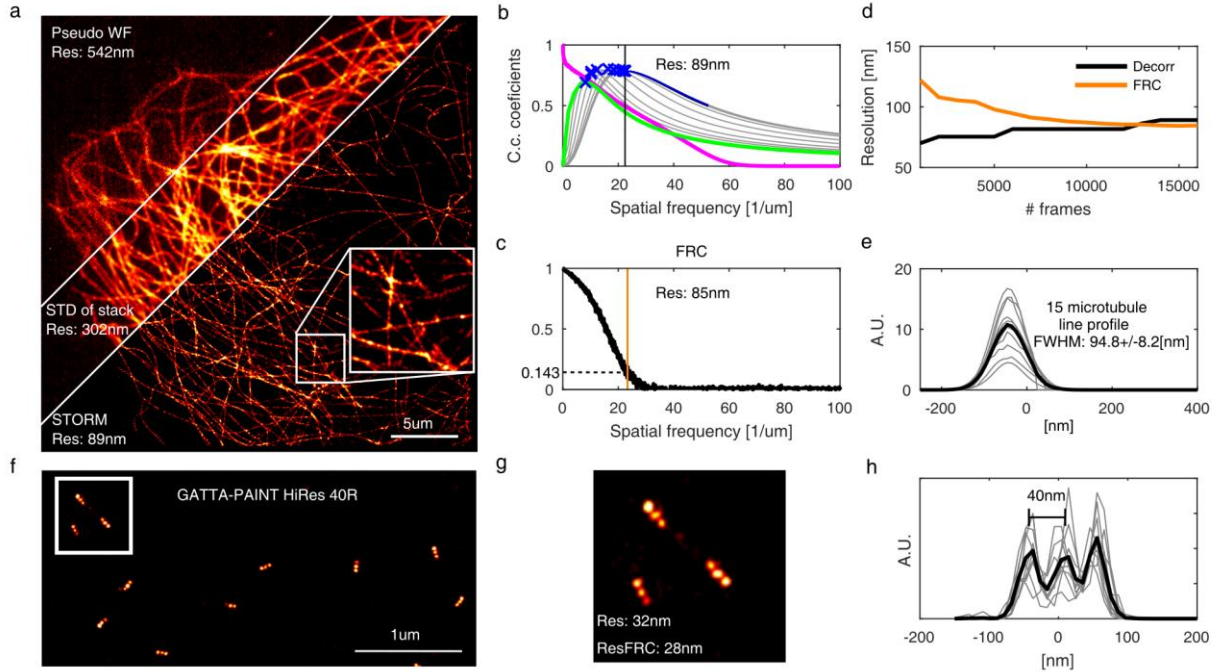 a
Pseudo WF
Res: 542nm
STD of stack
Res: 302nm
STORM
Res: 89nm
5um
b
C.c. coeficients
1
0.5
0
Res: 89nm
0 20 40 60 80 100
Spatial frequency [1/um]
c
FRC
1
0.5
0.143
0
Res: 85nm
0 20 40 60 80 100
Spatial frequency [1/um]
d
Resolution [nm]
150
100
50
Decorr
FRC
5000 10000 15000
# frames
e
A.U.
20
10
0
15 microtubule
line profile
FWHM: 94.8+/-8.2[nm]
-200 0 200 400
[nm]
f
GATTA-PAINT HiRes 40R
1um
g
Res: 32nm
ResFRC: 28nm
h
A.U.
40nm
-200 -100 0 100 200
[nm]